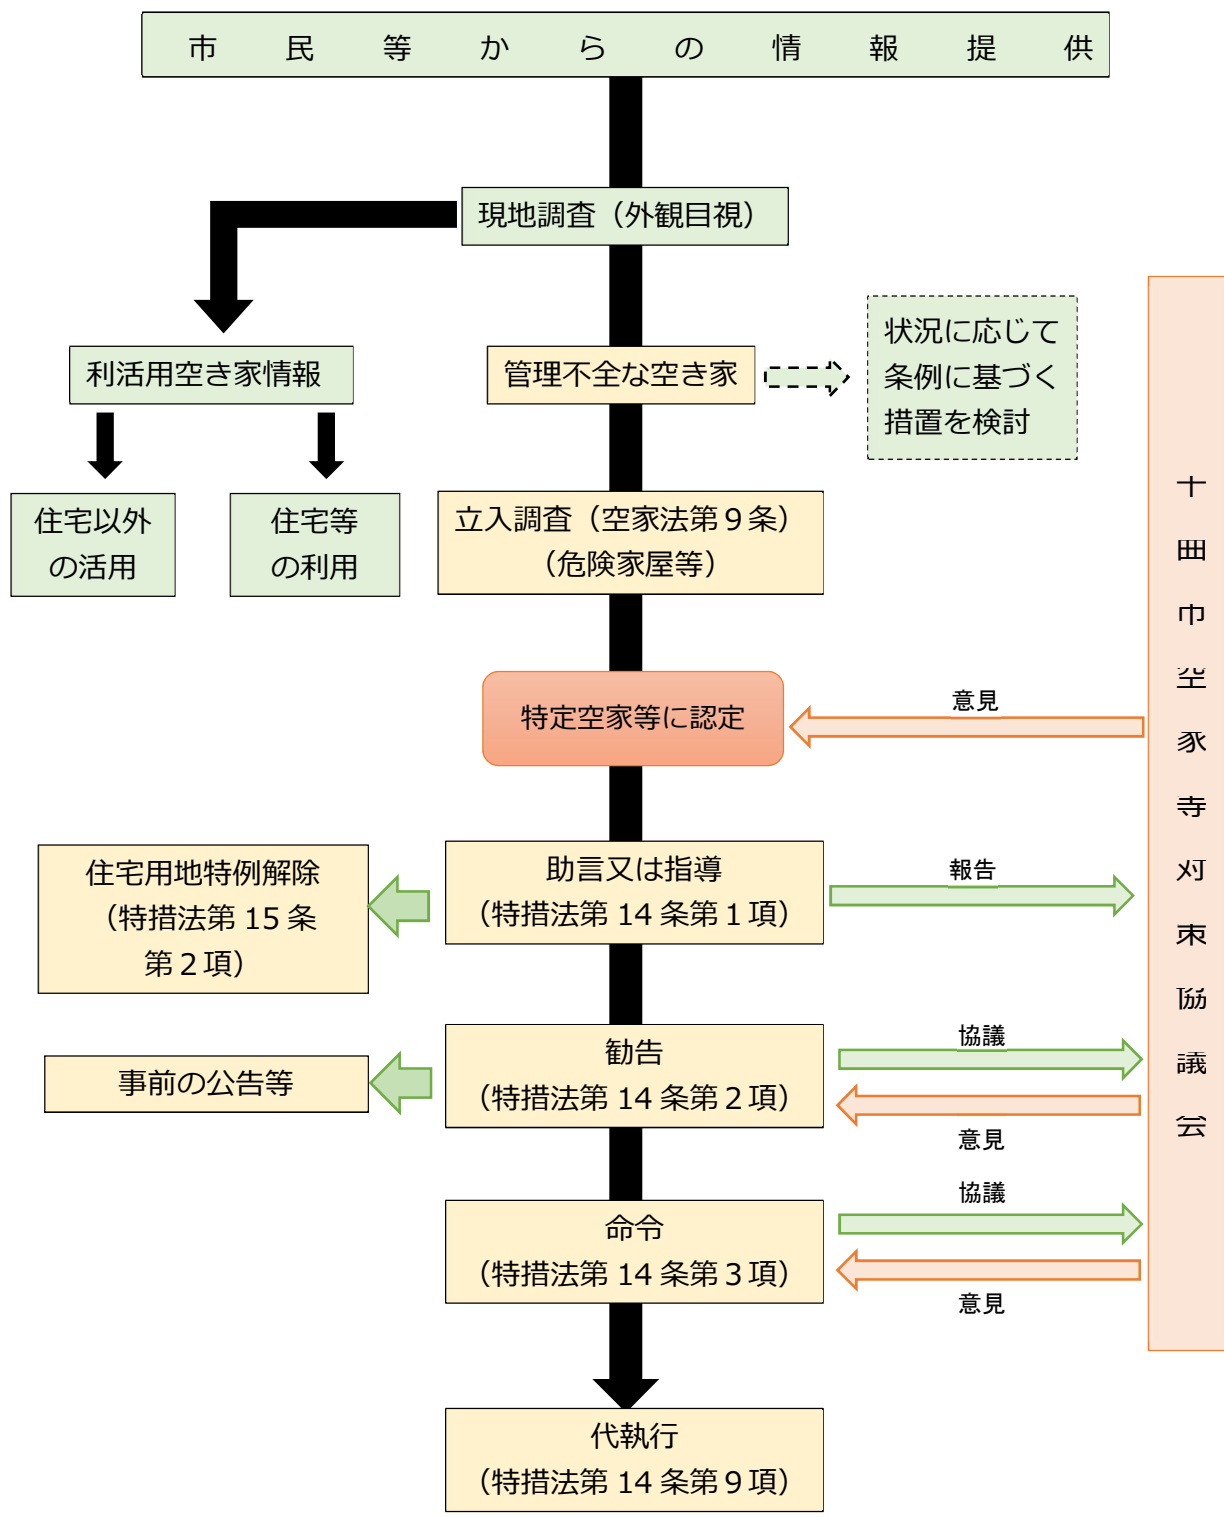 市民等からの情報提供
現地調査（外観目視）
利活用空き家情報
管理不全な空き家
状況に応じて
条例に基づく
措置を検討
住宅以外
の活用
住宅等
の利用
立入調査（空家法第９条）
（危険家屋等）
特定空家等に認定
意見
住宅用地特例解除
（特措法第 15 条
第２項）
助言又は指導
（特措法第 14 条第１項）
報告
事前の公告等
勧告
（特措法第 14 条第２項）
協議
意見
命令
（特措法第 14 条第３項）
協議
意見
代執行
（特措法第 14 条第９項）
千曲市空家等対策協議会